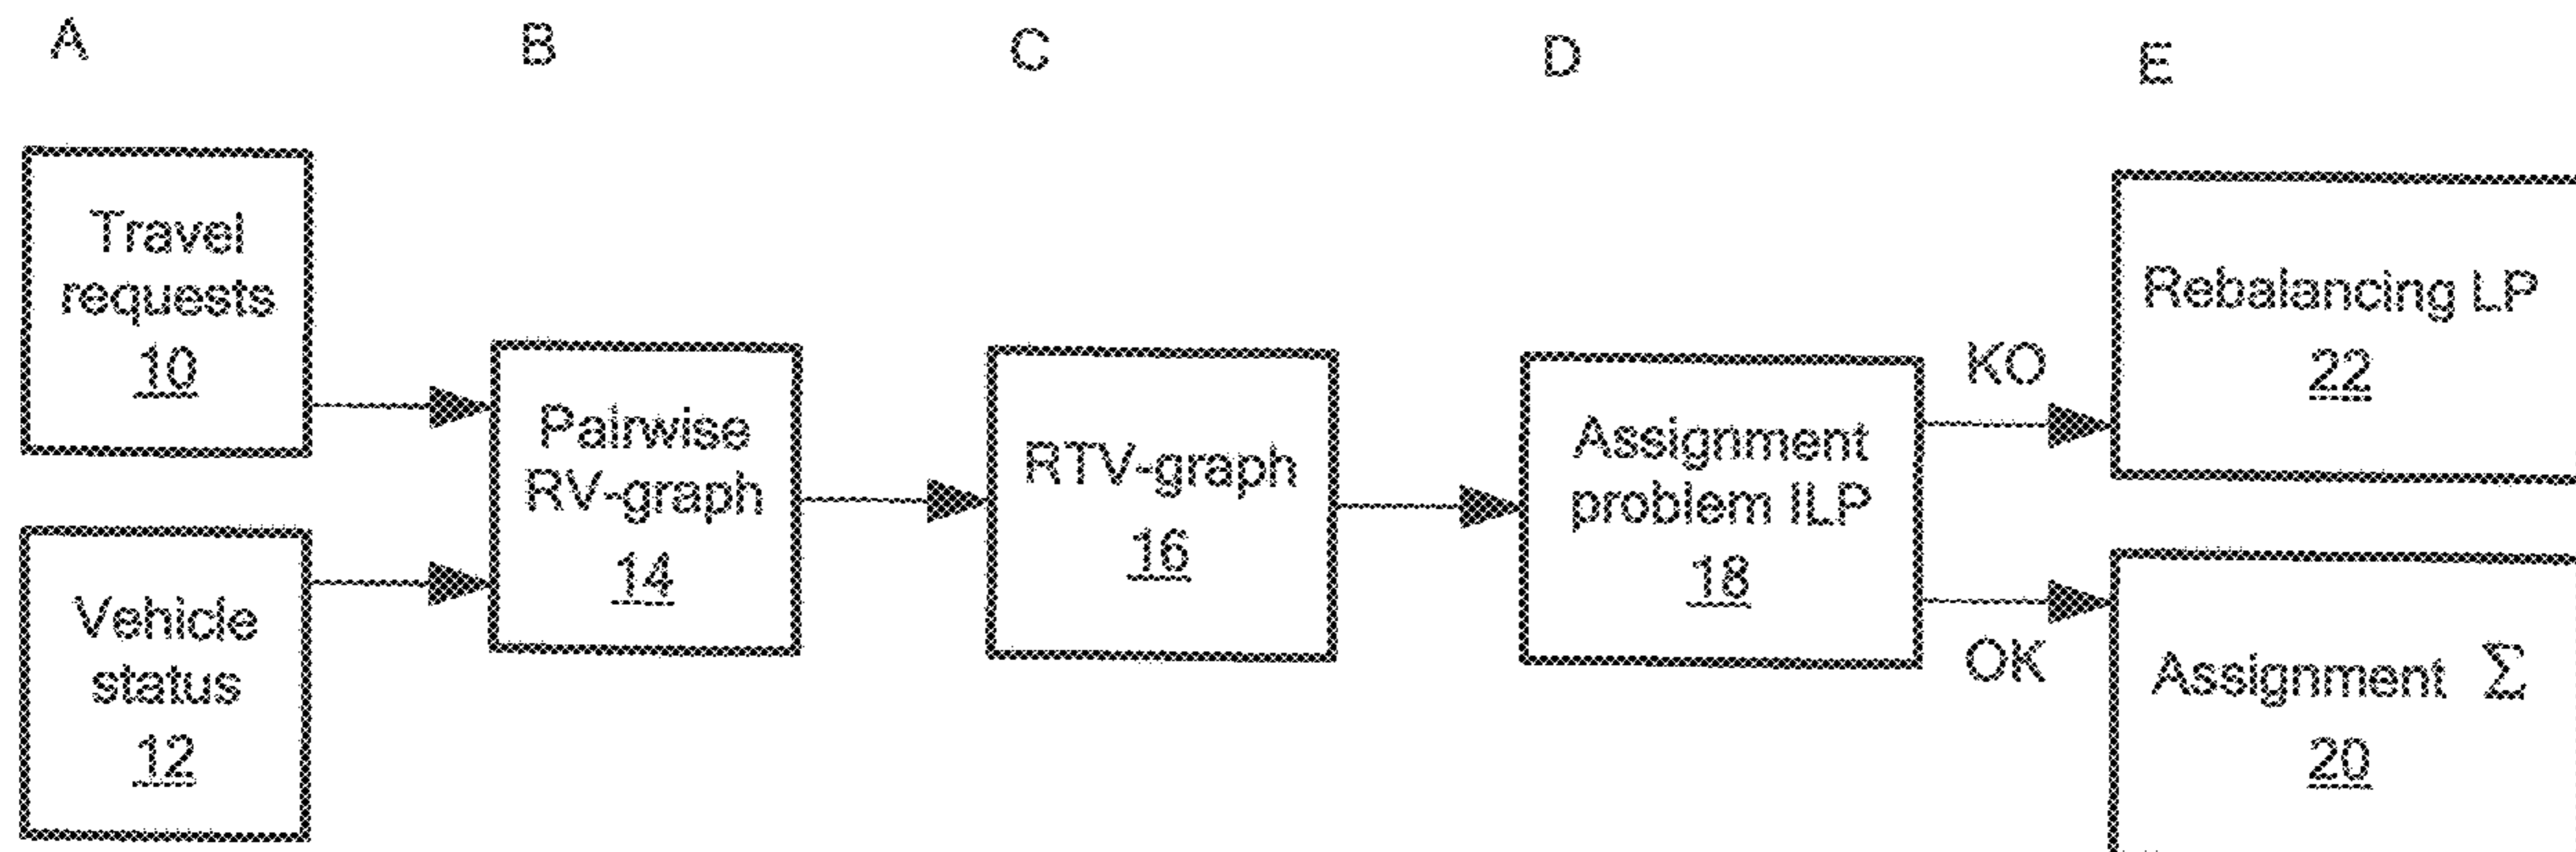 A
B
C
D
E
Travel
requests
10
Vehicle
status
12
Pairwise
RV-graph
14
RTV-graph
16
Assignment
problem ILP
18
KO
OK
Rebalancing LP
22
Assignment Σ
20